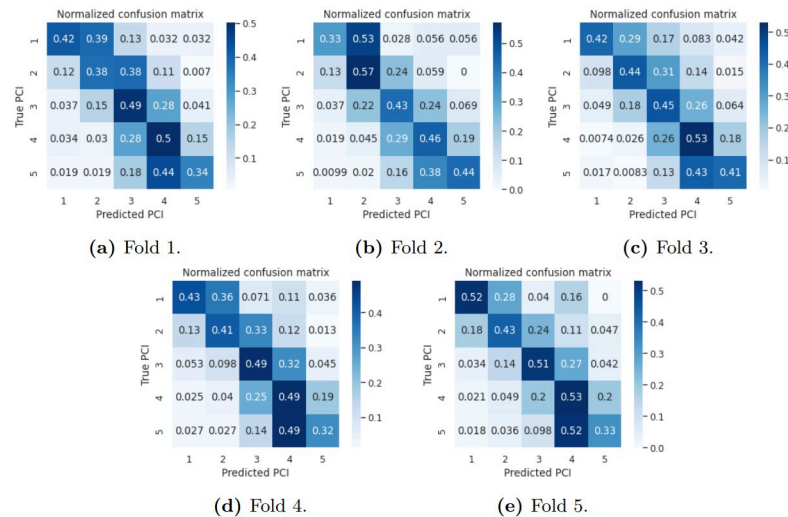 Normalized confusion matrix
0.5
1 0.42 0.39 0.13 0.032 0.032
0.4
2 0.12 0.38 0.38 0.11 0.007
0.3
True PCI
3 0.037 0.15 0.49 0.28 0.041
0.2
4 0.034 0.03 0.28 0.5 0.15
0.1
5 0.019 0.019 0.18 0.44 0.34
1 2 3 4 5
Predicted PCI
(a) Fold 1.
Normalized confusion matrix
1 0.33 0.53 0.028 0.056 0.056
0.5
2 0.13 0.57 0.24 0.059 0
0.4
True PCI
3 0.037 0.22 0.43 0.24 0.069
0.3
0.2
4 0.019 0.045 0.29 0.46 0.19
0.1
5 0.0099 0.02 0.16 0.38 0.44
0.0
1 2 3 4 5
Predicted PCI
(b) Fold 2.
Normalized confusion matrix
0.5
1 0.42 0.29 0.17 0.083 0.042
0.4
2 0.098 0.44 0.31 0.14 0.015
0.3
True PCI
3 0.049 0.18 0.45 0.26 0.064
0.2
4 0.0074 0.026 0.26 0.53 0.18
0.1
5 0.017 0.0083 0.13 0.43 0.41
1 2 3 4 5
Predicted PCI
(c) Fold 3.
Normalized confusion matrix
1 0.43 0.36 0.071 0.11 0.036
0.4
2 0.13 0.41 0.33 0.12 0.013
0.3
True PCI
3 0.053 0.098 0.49 0.32 0.045
0.2
4 0.025 0.04 0.25 0.49 0.19
0.1
5 0.027 0.027 0.14 0.49 0.32
1 2 3 4 5
Predicted PCI
(d) Fold 4.
Normalized confusion matrix
0.5
1 0.52 0.28 0.04 0.16 0
0.4
2 0.18 0.43 0.24 0.11 0.047
0.3
True PCI
3 0.034 0.14 0.51 0.27 0.042
0.2
4 0.021 0.049 0.2 0.53 0.2
0.1
5 0.018 0.036 0.098 0.52 0.33
0.0
1 2 3 4 5
Predicted PCI
(e) Fold 5.